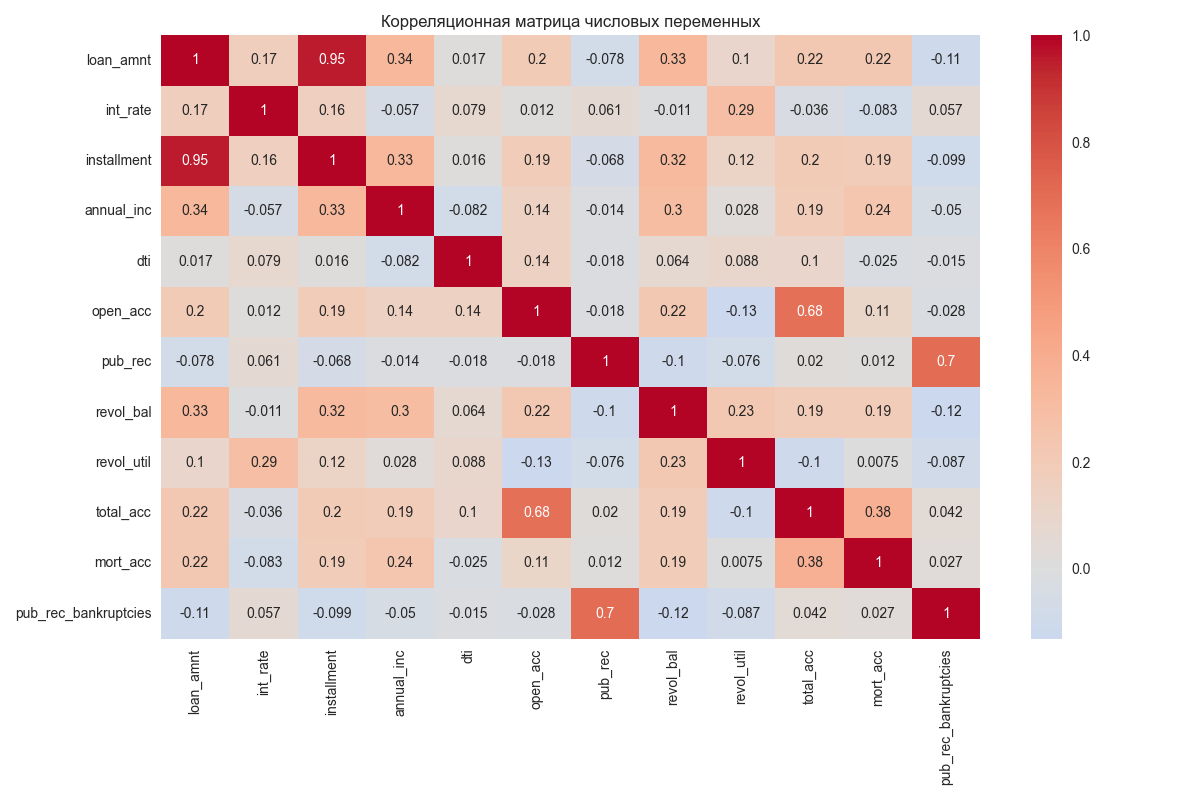 Корреляционная матрица числовых переменных
loan_amnt 1 0.17 0.95 0.34 0.017 0.2 -0.078 0.33 0.1 0.22 0.22 -0.11
int_rate 0.17 1 0.16 -0.057 0.079 0.012 0.061 -0.011 0.29 -0.036 -0.083 0.057
installment 0.95 0.16 1 0.33 0.016 0.19 -0.068 0.32 0.12 0.2 0.19 -0.099
annual_inc 0.34 -0.057 0.33 1 -0.082 0.14 -0.014 0.3 0.028 0.19 0.24 -0.05
dti 0.017 0.079 0.016 -0.082 1 0.14 -0.018 0.064 0.088 0.1 -0.025 -0.015
open_acc 0.2 0.012 0.19 0.14 0.14 1 -0.018 0.22 -0.13 0.68 0.11 -0.028
pub_rec -0.078 0.061 -0.068 -0.014 -0.018 -0.018 1 -0.1 -0.076 0.02 0.012 0.7
revol_bal 0.33 -0.011 0.32 0.3 0.064 0.22 -0.1 1 0.23 0.19 0.19 -0.12
revol_util 0.1 0.29 0.12 0.028 0.088 -0.13 -0.076 0.23 1 -0.1 0.0075 -0.087
total_acc 0.22 -0.036 0.2 0.19 0.1 0.68 0.02 0.19 -0.1 1 0.38 0.042
mort_acc 0.22 -0.083 0.19 0.24 -0.025 0.11 0.012 0.19 0.0075 0.38 1 0.027
pub_rec_bankruptcies -0.11 0.057 -0.099 -0.05 -0.015 -0.028 0.7 -0.12 -0.087 0.042 0.027 1
loan_amnt int_rate installment annual_inc dti open_acc pub_rec revol_bal revol_util total_acc mort_acc pub_rec_bankruptcies
1.0
0.8
0.6
0.4
0.2
0.0